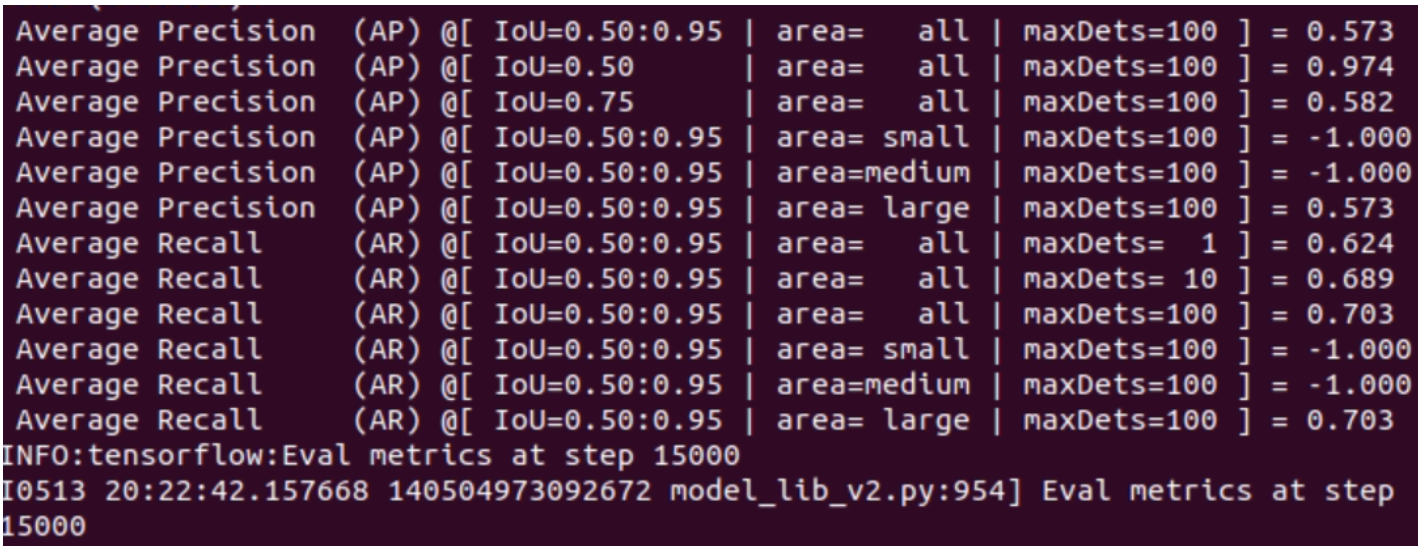 Average Precision  (AP) @[ IoU=0.50:0.95 | area=   all | maxDets=100 ] = 0.573
Average Precision  (AP) @[ IoU=0.50      | area=   all | maxDets=100 ] = 0.974
Average Precision  (AP) @[ IoU=0.75      | area=   all | maxDets=100 ] = 0.582
Average Precision  (AP) @[ IoU=0.50:0.95 | area= small | maxDets=100 ] = -1.000
Average Precision  (AP) @[ IoU=0.50:0.95 | area=medium | maxDets=100 ] = -1.000
Average Precision  (AP) @[ IoU=0.50:0.95 | area= large | maxDets=100 ] = 0.573
Average Recall     (AR) @[ IoU=0.50:0.95 | area=   all | maxDets=  1 ] = 0.624
Average Recall     (AR) @[ IoU=0.50:0.95 | area=   all | maxDets= 10 ] = 0.689
Average Recall     (AR) @[ IoU=0.50:0.95 | area=   all | maxDets=100 ] = 0.703
Average Recall     (AR) @[ IoU=0.50:0.95 | area= small | maxDets=100 ] = -1.000
Average Recall     (AR) @[ IoU=0.50:0.95 | area=medium | maxDets=100 ] = -1.000
Average Recall     (AR) @[ IoU=0.50:0.95 | area= large | maxDets=100 ] = 0.703
INFO:tensorflow:Eval metrics at step 15000
I0513 20:22:42.157668 140504973092672 model_lib_v2.py:954] Eval metrics at step
15000